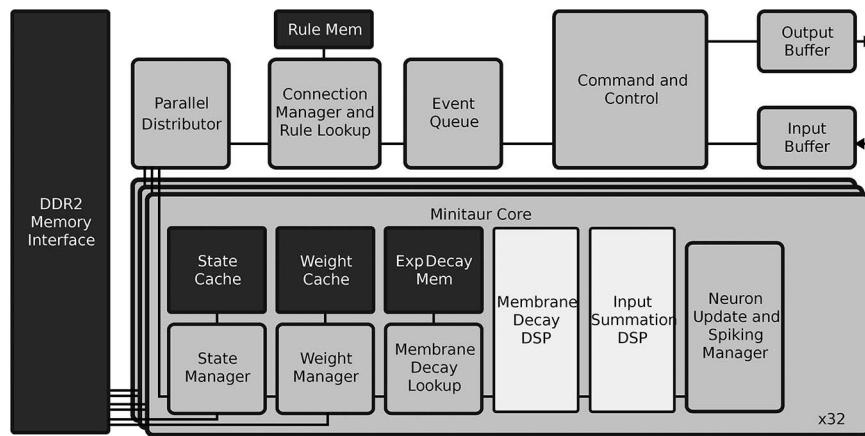 DDR2
Memory
Interface
Parallel
Distributor
Rule Mem
Connection
Manager and
Rule Lookup
Event
Queue
Command and
Control
Output
Buffer
Input
Buffer
Minitaur Core
State
Cache
Weight
Cache
Exp Decay
Mem
Membrane
Decay
DSP
Input
Summation
DSP
Neuron
Update and
Spiking
Manager
State
Manager
Weight
Manager
Membrane
Decay
Lookup
x32